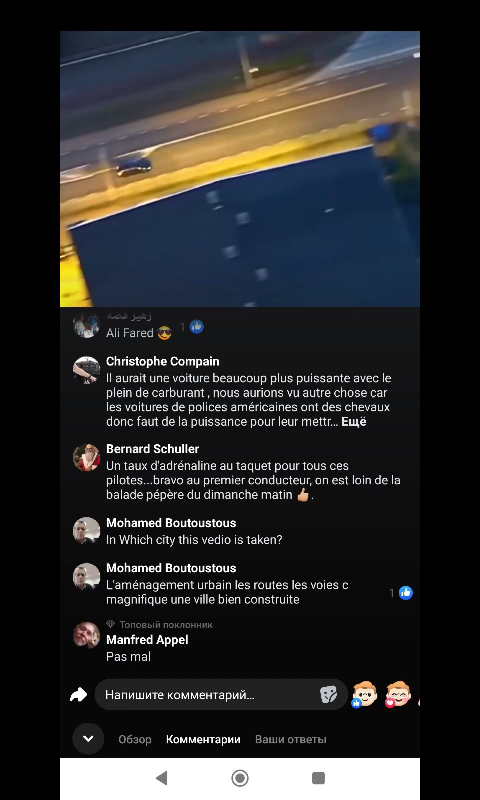 Ali Fared 😎 1
Christophe Compain
Il aurait une voiture beaucoup plus puissante avec le
plein de carburant , nous aurions vu autre chose car
les voitures de polices américaines ont des chevaux
donc faut de la puissance pour leur mettr... Ещё
Bernard Schuller
Un taux d'adrénaline au taquet pour tous ces
pilotes...bravo au premier conducteur, on est loin de la
balade pépère du dimanche matin 👍.
Mohamed Boutoustous
In Which city this vedio is taken?
Mohamed Boutoustous
L'aménagement urbain les routes les voies c
magnifique une ville bien construite
1
Топовый поклонник
Manfred Appel
Pas mal
Напишите комментарий...
Обзор Комментарии Ваши ответы